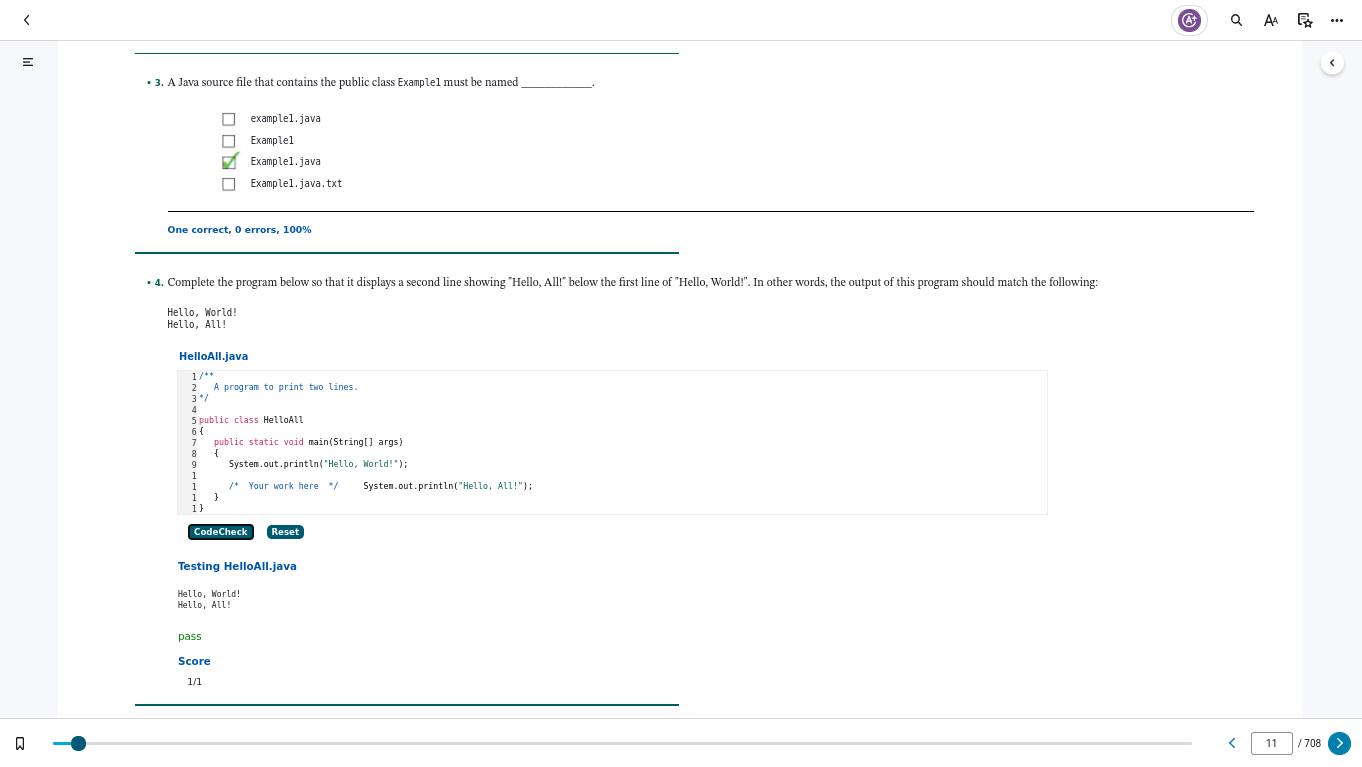 A+
AA
• 3. A Java source file that contains the public class Example1 must be named _____________.
example1.java
Example1
Example1.java
Example1.java.txt
One correct, 0 errors, 100%
• 4. Complete the program below so that it displays a second line showing "Hello, All!" below the first line of "Hello, World!". In other words, the output of this program should match the following:
Hello, World!
Hello, All!
HelloAll.java
1 /**
2    A program to print two lines.
3 */
4
5 public class HelloAll
6 {
7    public static void main(String[] args)
8    {
9       System.out.println("Hello, World!");
1
1       /*  Your work here  */     System.out.println("Hello, All!");
1    }
1 }
CodeCheck Reset
Testing HelloAll.java
Hello, World!
Hello, All!
pass
Score
1/1
11 / 708